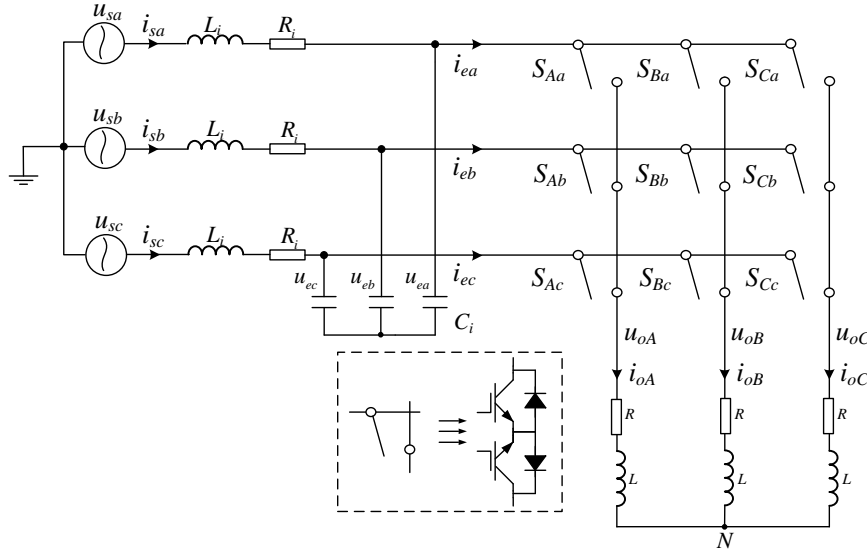 u_sa
i_sa L_i R_i
i_ea S_Aa S_Ba S_Ca
u_sb
i_sb L_i R_i
i_eb S_Ab S_Bb S_Cb
u_sc
i_sc L_i R_i
u_ec u_eb u_ea i_ec S_Ac S_Bc S_Cc
C_i
u_oA u_oB u_oC
i_oA i_oB i_oC
R R R
L L L
N